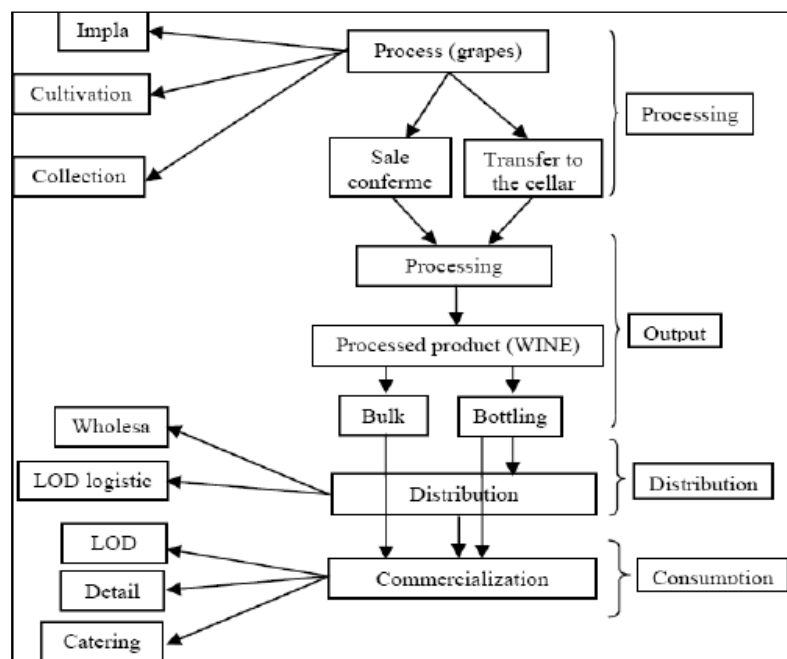 Impla
Process (grapes)
Cultivation
Processing
Collection
Sale
conferme
Transfer to
the cellar
Processing
Processed product (WINE)
Output
Bulk
Bottling
Wholesa
LOD logistic
Distribution
Distribution
LOD
Detail
Commercialization
Consumption
Catering